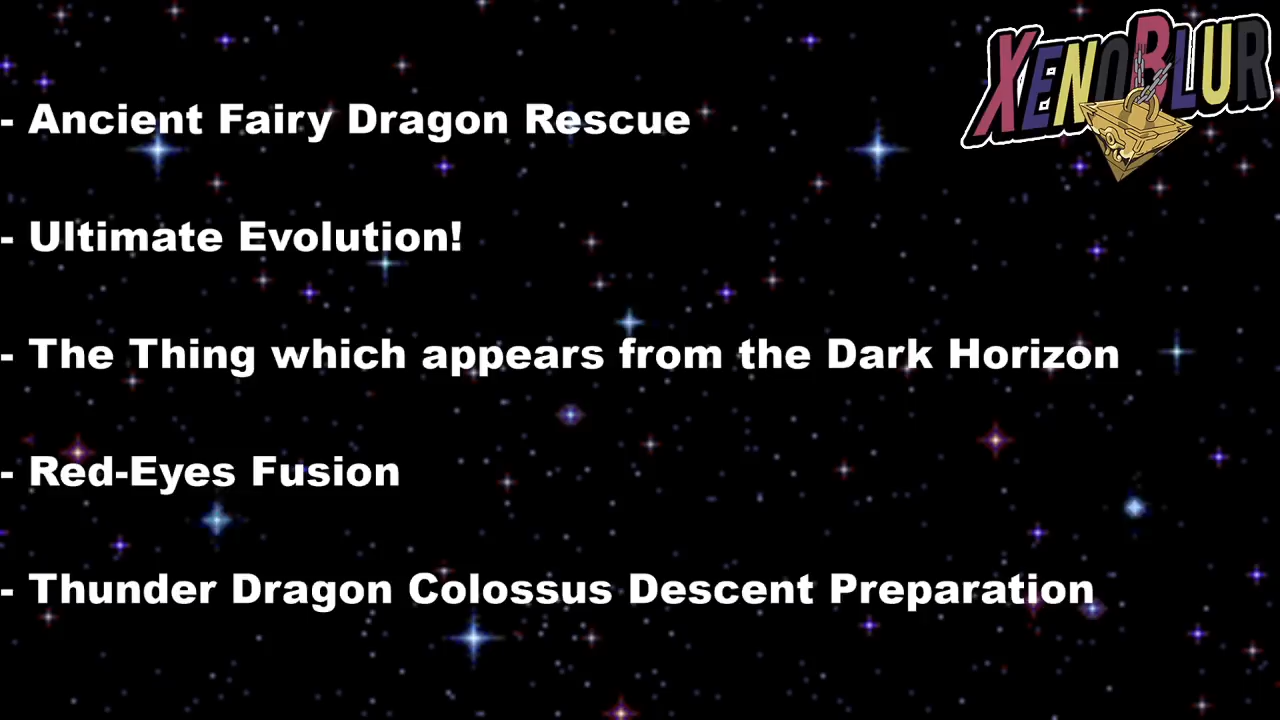 XENOBLUR
- Ancient Fairy Dragon Rescue
- Ultimate Evolution!
- The Thing which appears from the Dark Horizon
- Red-Eyes Fusion
- Thunder Dragon Colossus Descent Preparation